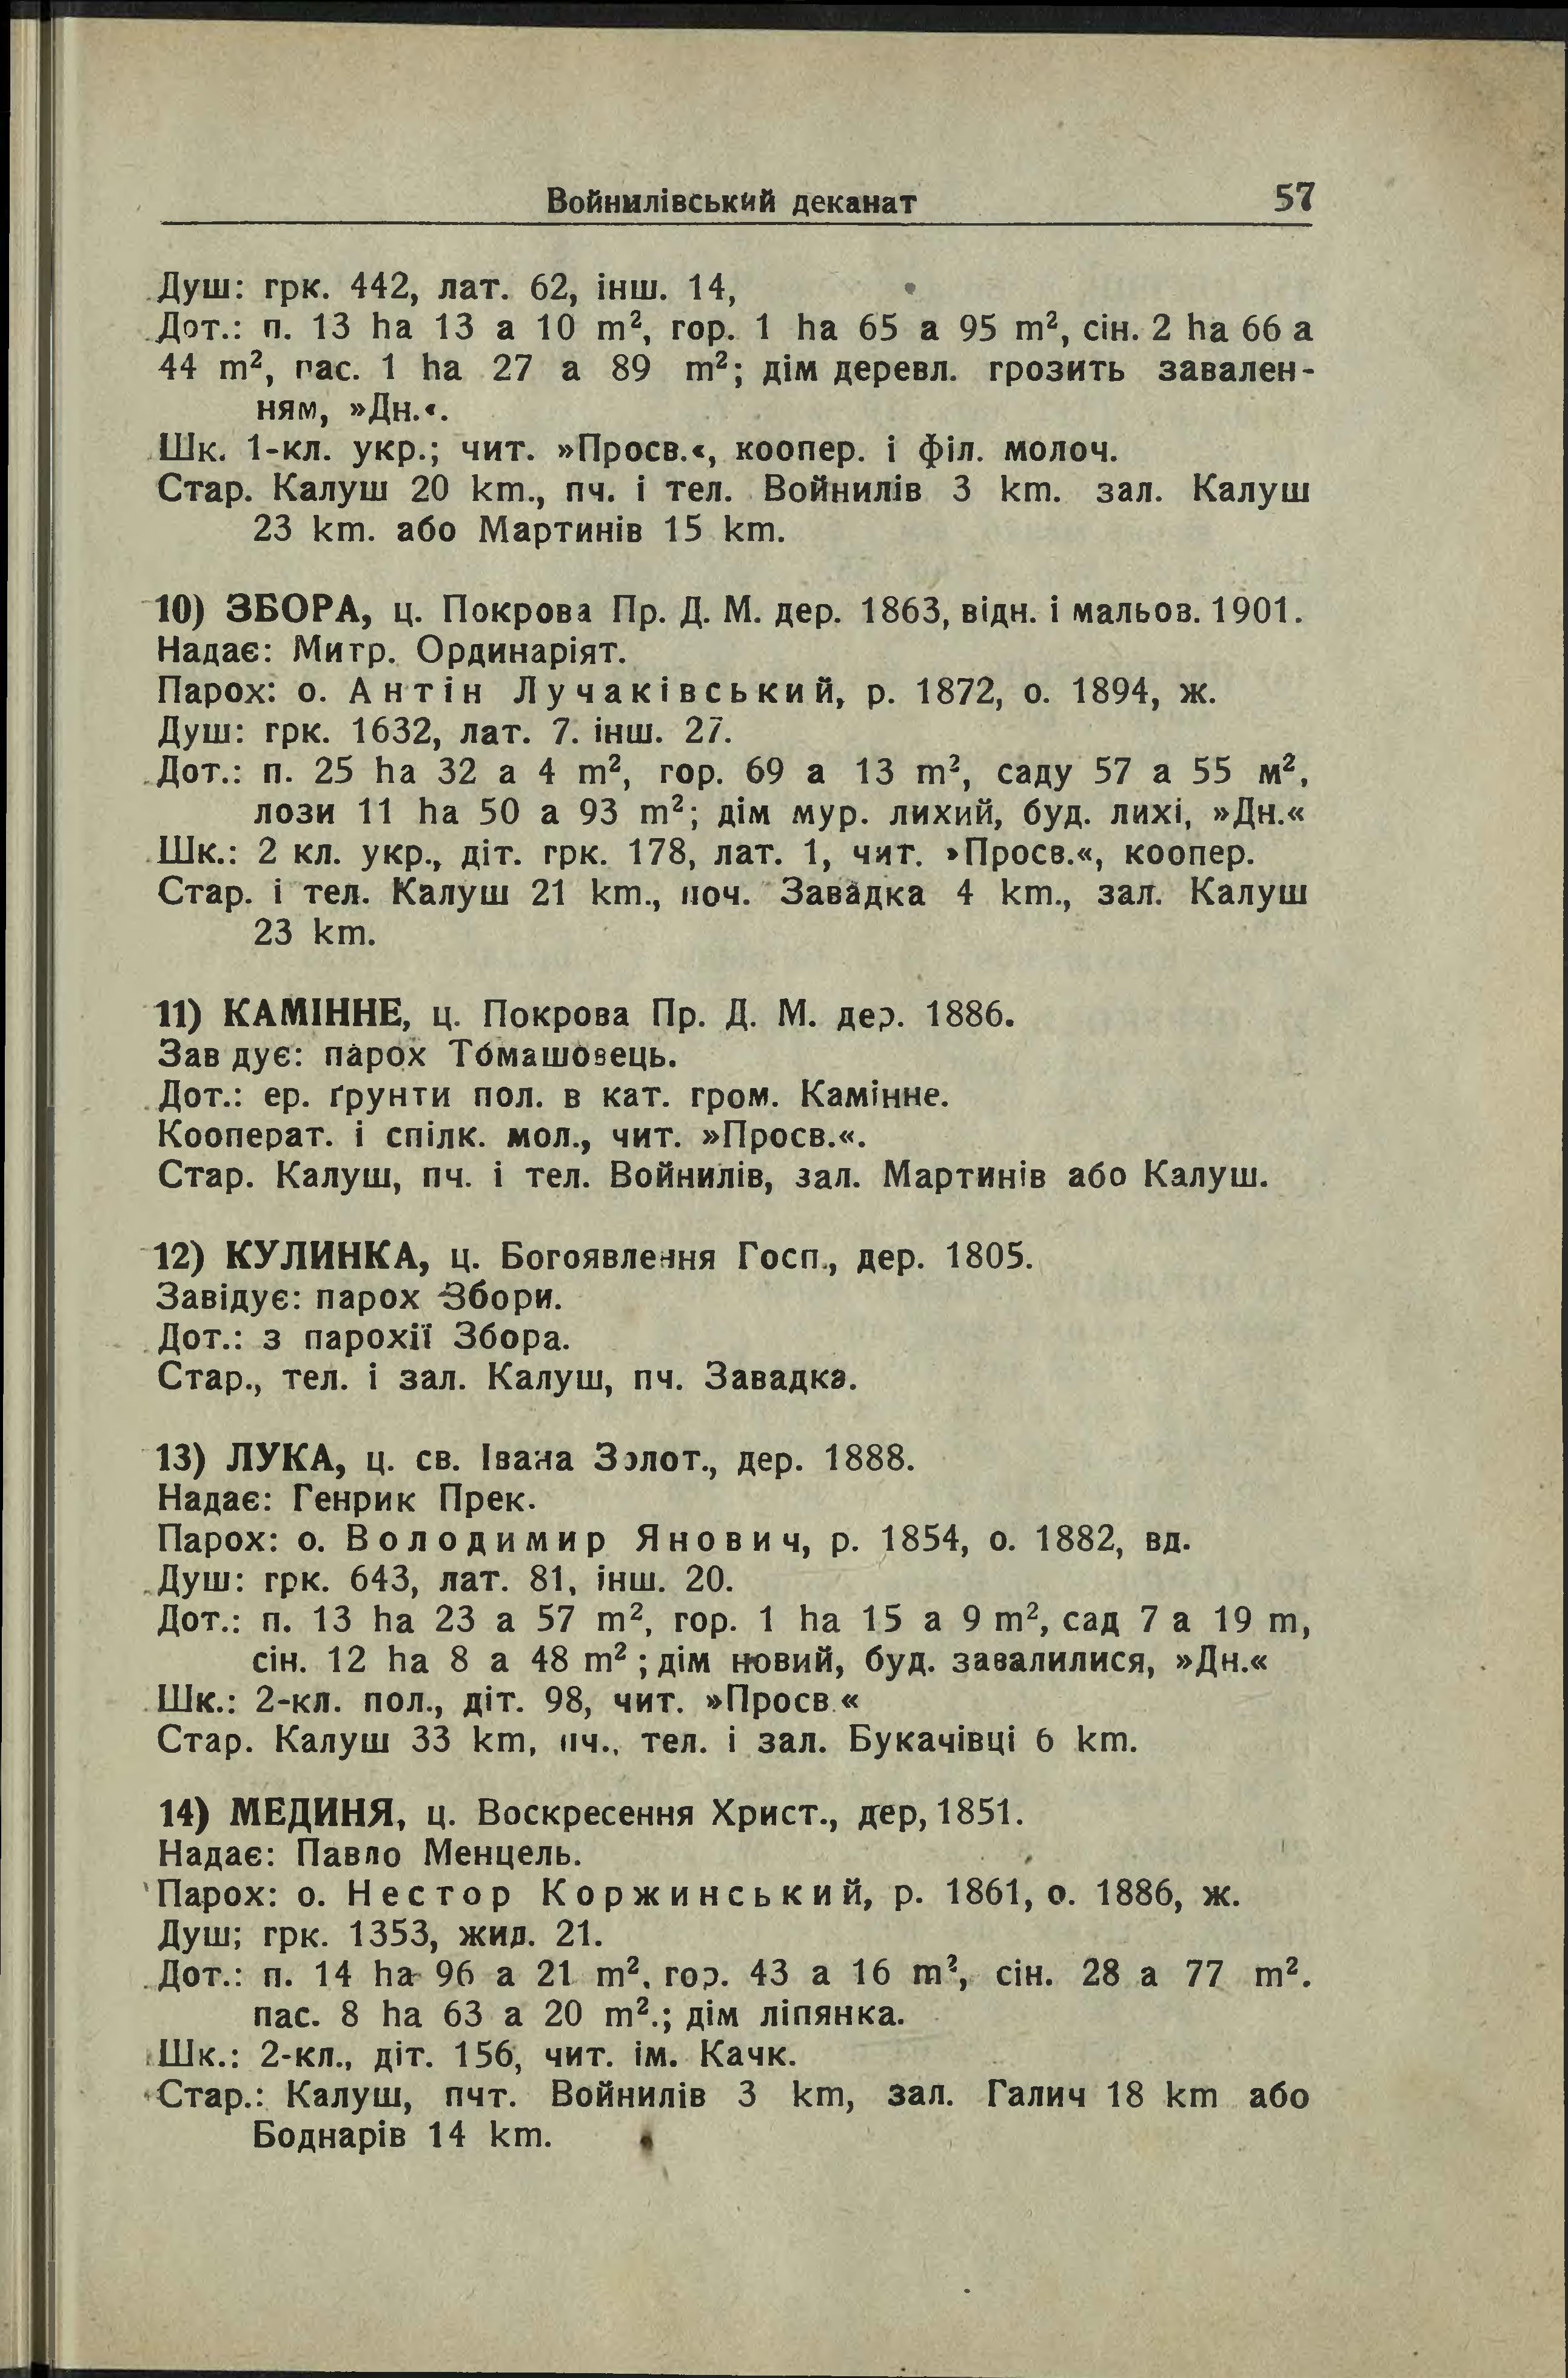 Войнилівський деканат 57
Душ: грк. 442, лат. 62, інш. 14,
Дот.: п. 13 ha 13 a 10 m², гор. 1 ha 65 a 95 m², сін. 2 ha 66 a
44 m², пас. 1 ha 27 a 89 m²; дім деревл. грозить завален-
ням, »Дн.«.
Шк. 1-кл. укр.; чит. »Просв.«, коопер. і філ. молоч.
Стар. Калуш 20 km., пч. і тел. Войнилів 3 km. зал. Калуш
23 km. або Мартинів 15 km.
10) ЗБОРА, ц. Покрова Пр. Д. М. дер. 1863, відн. і мальов. 1901.
Надає: Митр. Ординаріят.
Парох: о. Антін Лучаківський, р. 1872, о. 1894, ж.
Душ: грк. 1632, лат. 7. інш. 27.
Дот.: п. 25 ha 32 a 4 m², гор. 69 a 13 m², саду 57 a 55 м²,
лози 11 ha 50 a 93 m²; дім мур. лихий, буд. лихі, »Дн.«
Шк.: 2 кл. укр., діт. грк. 178, лат. 1, чит. »Просв.«, коопер.
Стар. і тел. Калуш 21 km., поч. Завадка 4 km., зал. Калуш
23 km.
11) КАМІННЕ, ц. Покрова Пр. Д. М. дер. 1886.
Зав дує: парох Томашовець.
Дот.: ер. ґрунти пол. в кат. гром. Камінне.
Кооперат. і спілк. мол., чит. »Просв.«.
Стар. Калуш, пч. і тел. Войнилів, зал. Мартинів або Калуш.
12) КУЛИНКА, ц. Богоявлення Госп., дер. 1805.
Завідує: парох Збори.
Дот.: з парохії Збора.
Стар., тел. і зал. Калуш, пч. Завадка.
13) ЛУКА, ц. св. Івана Золот., дер. 1888.
Надає: Генрик Прек.
Парох: о. Володимир Янович, р. 1854, о. 1882, вд.
Душ: грк. 643, лат. 81, інш. 20.
Дот.: п. 13 ha 23 a 57 m², гор. 1 ha 15 a 9 m², сад 7 a 19 m,
сін. 12 ha 8 a 48 m² ; дім новий, буд. завалилися, »Дн.«
Шк.: 2-кл. пол., діт. 98, чит. »Просв.«
Стар. Калуш 33 km, пч., тел. і зал. Букачівці 6 km.
14) МЕДИНЯ, ц. Воскресення Христ., дер, 1851.
Надає: Павло Менцель.
Парох: о. Нестор Коржинський, р. 1861, о. 1886, ж.
Душ; грк. 1353, жид. 21.
Дот.: п. 14 ha 96 a 21 m², гор. 43 a 16 m², сін. 28 a 77 m².
пас. 8 ha 63 a 20 m².; дім ліпянка.
Шк.: 2-кл., діт. 156, чит. ім. Качк.
Стар.: Калуш, пчт. Войнилів 3 km, зал. Галич 18 km або
Боднарів 14 km.